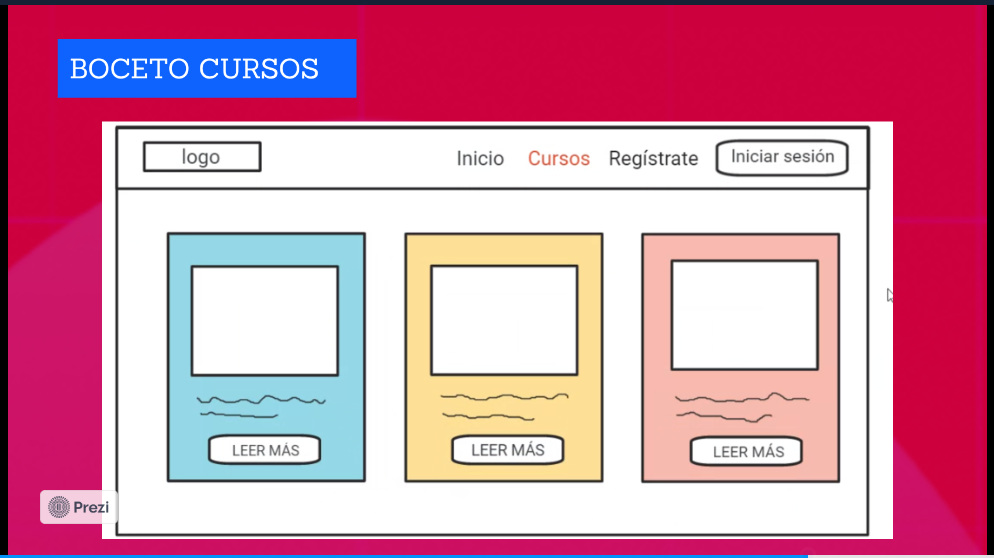 BOCETO CURSOS
logo
Inicio Cursos Regístrate Iniciar sesión
LEER MÁS LEER MÁS LEER MÁS
Prezi